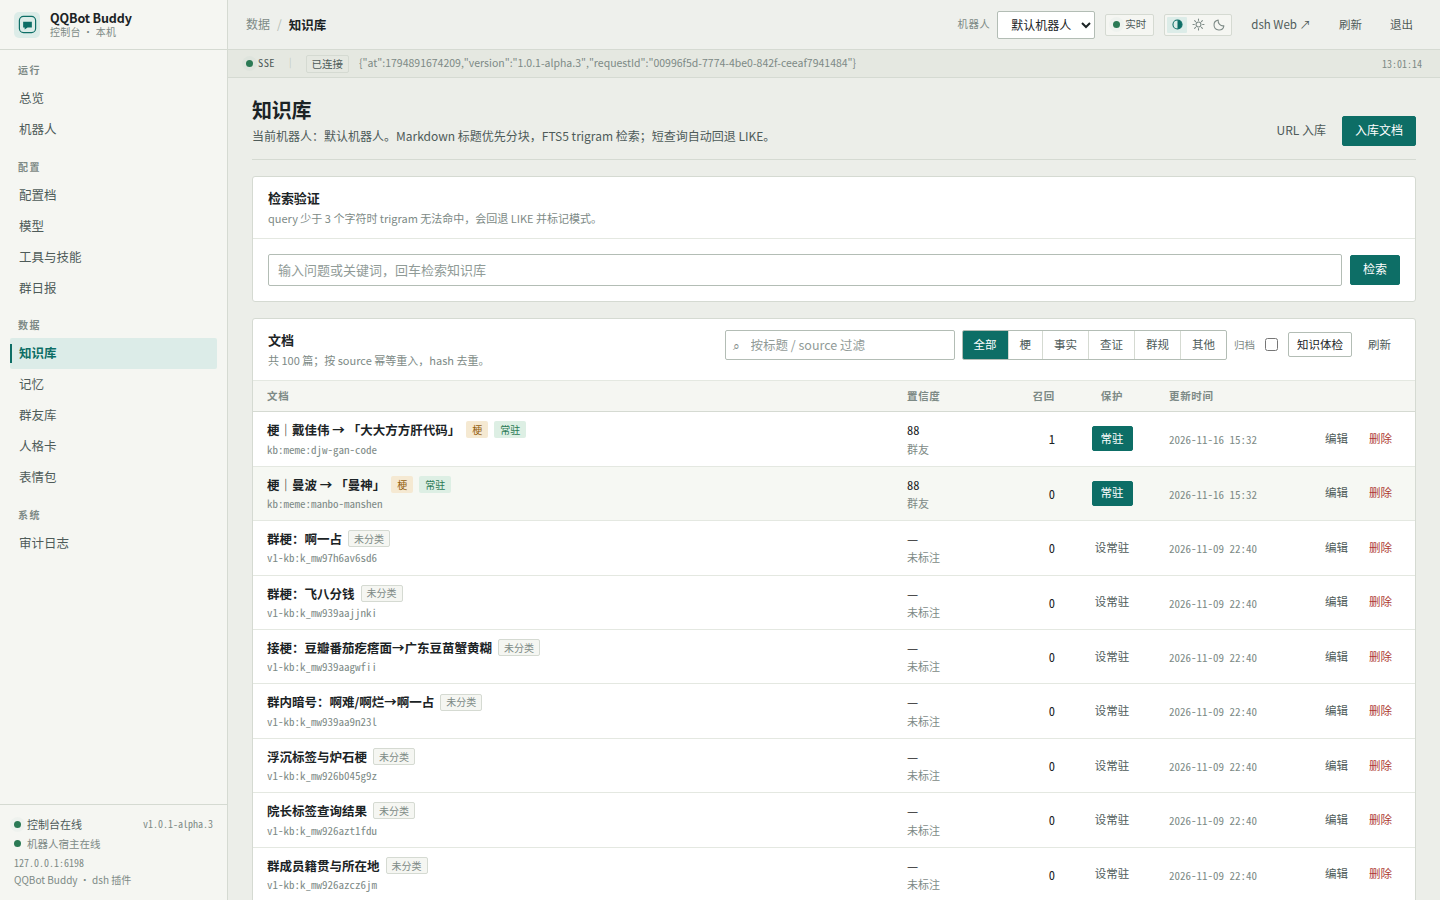 QQBot Buddy
控制台 · 本机
数据 / 知识库
机器人 默认机器人 实时 dsh Web ↗ 刷新 退出
SSE 已连接 {"at":1794891674209,"version":"1.0.1-alpha.3","requestId":"00996f5d-7774-4be0-842f-ceeaf7941484"} 13:01:14
运行
总览
机器人
配置
配置档
模型
工具与技能
群日报
数据
知识库
记忆
群友库
人格卡
表情包
系统
审计日志
控制台在线 v1.0.1-alpha.3
机器人宿主在线
127.0.0.1:6198
QQBot Buddy · dsh 插件
知识库
当前机器人：默认机器人。Markdown 标题优先分块，FTS5 trigram 检索；短查询自动回退 LIKE。
URL 入库 入库文档
检索验证
query 少于 3 个字符时 trigram 无法命中，会回退 LIKE 并标记模式。
输入问题或关键词，回车检索知识库 检索
文档
共 100 篇；按 source 幂等重入，hash 去重。
按标题 / source 过滤 全部 梗 事实 查证 群规 其他 归档 知识体检 刷新
文档 置信度 召回 保护 更新时间
梗｜戴佳伟 → 「大大方方肝代码」 梗 常驻
kb:meme:djw-gan-code
88 群友 1 常驻 2026-11-16 15:32 编辑 删除
梗｜曼波 → 「曼神」 梗 常驻
kb:meme:manbo-manshen
88 群友 0 常驻 2026-11-16 15:32 编辑 删除
群梗：啊一占 未分类
v1-kb:k_mw97h6av6sd6
— 未标注 0 设常驻 2026-11-09 22:40 编辑 删除
群梗：飞八分钱 未分类
v1-kb:k_mw939aajjnki
— 未标注 0 设常驻 2026-11-09 22:40 编辑 删除
接梗：豆瓣番茄疙瘩面→广东豆苗蟹黄糊 未分类
v1-kb:k_mw939aagwfii
— 未标注 0 设常驻 2026-11-09 22:40 编辑 删除
群内暗号：啊难/啊烂→啊一占 未分类
v1-kb:k_mw939aa9n23l
— 未标注 0 设常驻 2026-11-09 22:40 编辑 删除
浮沉标签与炉石梗 未分类
v1-kb:k_mw926bO45g9z
— 未标注 0 设常驻 2026-11-09 22:40 编辑 删除
院长标签查询结果 未分类
v1-kb:k_mw926azt1fdu
— 未标注 0 设常驻 2026-11-09 22:40 编辑 删除
群成员籍贯与所在地 未分类
v1-kb:k_mw926azcz6jm
— 未标注 0 设常驻 2026-11-09 22:40 编辑 删除